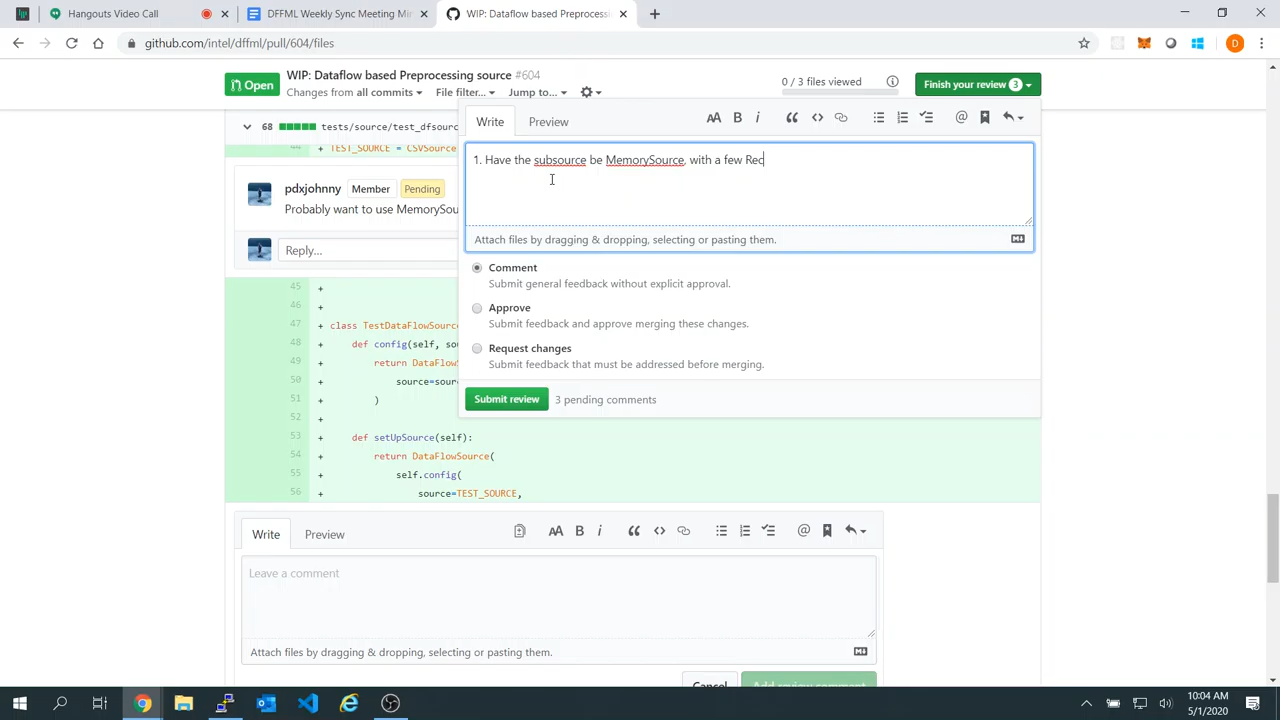 Hangouts Video Call
DFFML Weekly Sync Meeting Mi
WIP: Dataflow based Preprocessin
github.com/intel/dffml/pull/604/files
D
Open
WIP: Dataflow based Preprocessing source #604
Changes from all commits
File filter...
Jump to...
0 / 3 files viewed
Finish your review 3
68
tests/source/test_dfsourc
44 + TEST_SOURCE = CSVSource
pdxjohnny Member Pending
Probably want to use MemorySou
Reply...
Write
Preview
1. Have the subsource be MemorySource, with a few Rec
Attach files by dragging & dropping, selecting or pasting them.
Comment
Submit general feedback without explicit approval.
Approve
Submit feedback and approve merging these changes.
Request changes
Submit feedback that must be addressed before merging.
Submit review
3 pending comments
45 +
46 +
47 + class TestDataFlowSource
48 + def config(self, sou
49 + return DataFlow
50 + source=sour
51 + )
52 +
53 + def setUpSource(self):
54 + return DataFlowSource(
55 + self.config(
56 + source=TEST_SOURCE,
Write
Preview
Leave a comment
Attach files by dragging & dropping, selecting or pasting them.
Cancel
Add review comment
10:04 AM
5/1/2020